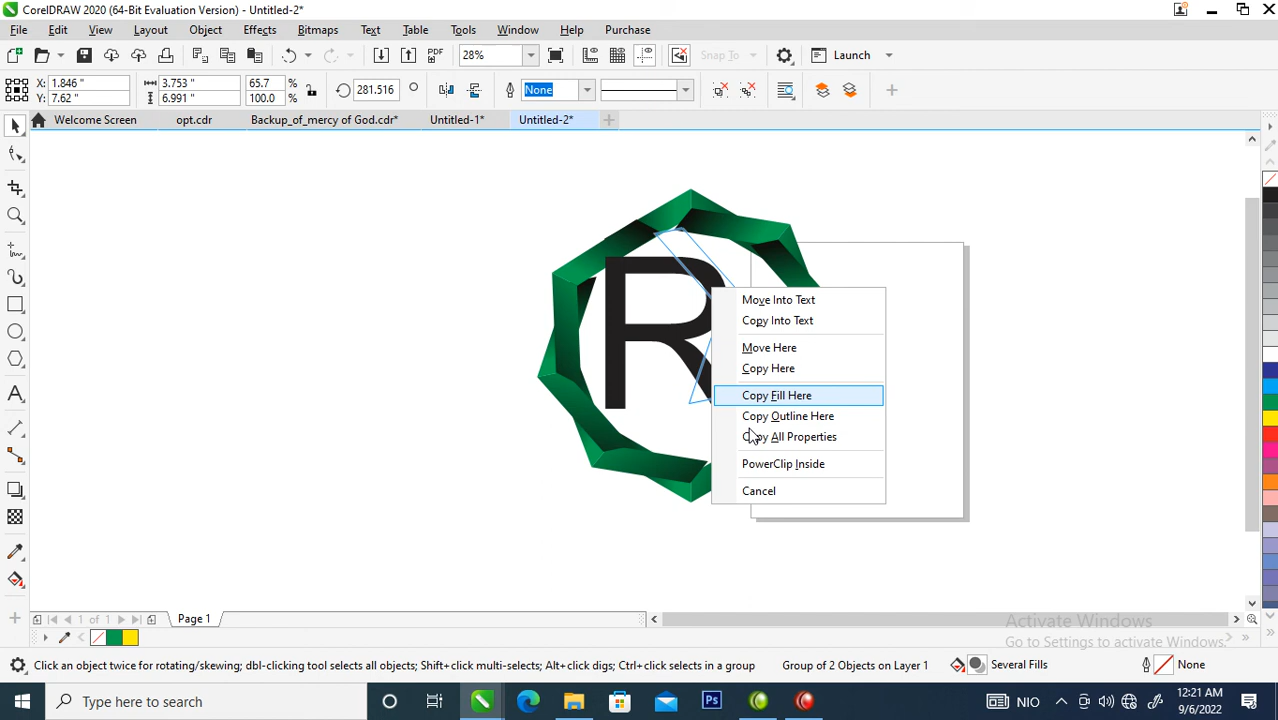 CorelDRAW 2020 (64-Bit Evaluation Version) - Untitled-2*
File Edit View Layout Object Effects Bitmaps Text Table Tools Window Help Purchase
PDF 28% Snap To Launch
X: 1.846 " 3.753 " 65.7 % 281.516 ° None
Y: 7.62 " 6.991 " 100.0 %
Welcome Screen opt.cdr Backup_of_mercy of God.cdr* Untitled-1* Untitled-2*
R
Move Into Text
Copy Into Text
Move Here
Copy Here
Copy Fill Here
Copy Outline Here
Copy All Properties
PowerClip Inside
Cancel
1 of 1 Page 1
Activate Windows
Go to Settings to activate Windows.
Click an object twice for rotating/skewing; dbl-clicking tool selects all objects; Shift+click multi-selects; Alt+click digs; Ctrl+click selects in a group Group of 2 Objects on Layer 1 Several Fills None
Type here to search Ps NIO 12:21 AM
9/6/2022